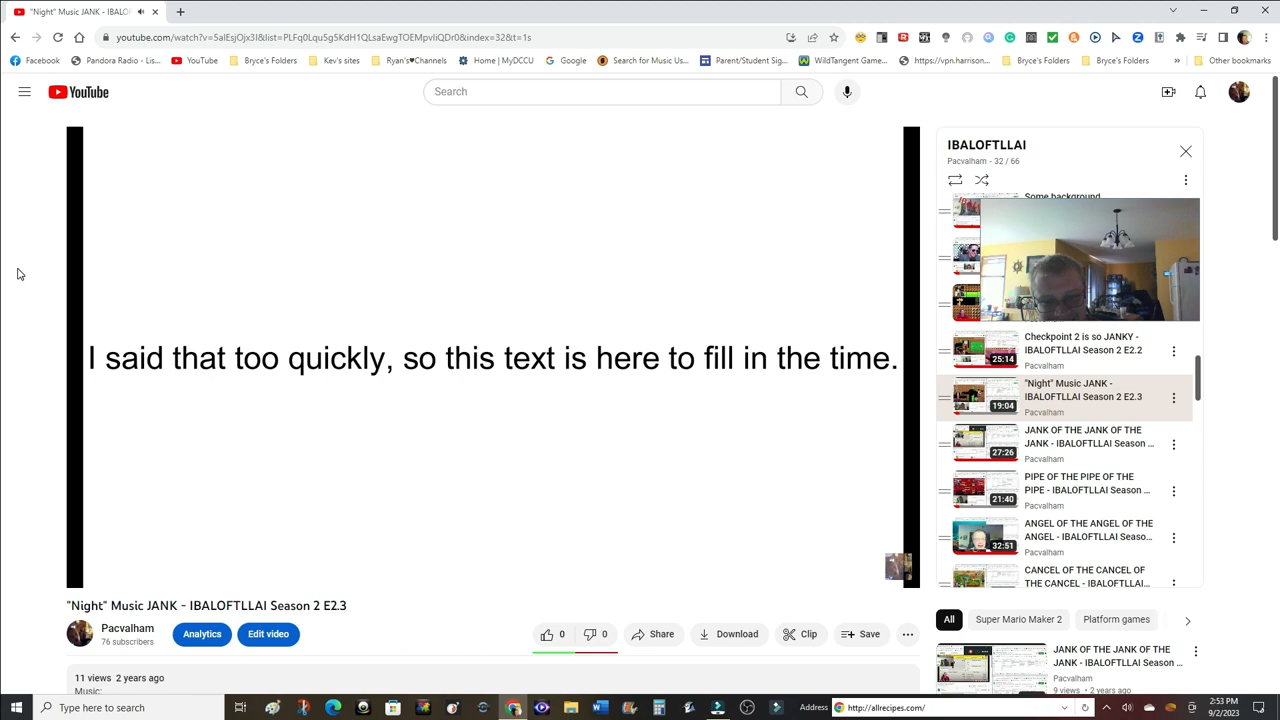 "Night" Music JANK - IBALOF
youtube.com/watch?v=5aIEsjOjx3I&list=PLFq0Lqu5g5KdH1QLsaEwgTOEMpvIiQDr0&index=32&t=1s
Facebook
Pandora Radio - Lis...
YouTube
Bryce's Folders
Kev's sites
Ryan's♥Channels
Home | MyDCCU
Google
Search for Music Us...
Parent/Student Sig...
WildTangent Game...
https://vpn.harrison...
Bryce's Folders
Bryce's Folders
»
Other bookmarks
YouTube
Search
IBALOFTLLAI
Pacvalham - 32 / 66
Some background
I said that too quickly, so this text is here to fill in the time.
Checkpoint 2 is so JANKY -
IBALOFTLLAI Season 2 E2.2
Pacvalham
25:14
"Night" Music JANK -
IBALOFTLLAI Season 2 E2.3
Pacvalham
19:04
JANK OF THE JANK OF THE
JANK - IBALOFTLLAI Season ...
Pacvalham
27:26
PIPE OF THE PIPE OF THE
PIPE - IBALOFTLLAI Season ...
Pacvalham
21:40
ANGEL OF THE ANGEL OF THE
ANGEL - IBALOFTLLAI Seaso...
Pacvalham
32:51
CANCEL OF THE CANCEL OF
THE CANCEL - IBALOFTLLAI...
"Night" Music JANK - IBALOFTLLAI Season 2 E2.3
Pacvalham
76 subscribers
Analytics
Edit video
0
0
Share
Download
Clip
Save
11 views 2 years ago
Music:
All
Super Mario Maker 2
Platform games
JANK OF THE JANK OF THE
JANK - IBALOFTLLAI Season ...
Pacvalham
9 views • 2 years ago
Type here to search
Address
http://allrecipes.com/
2:53 PM
9/2/2023